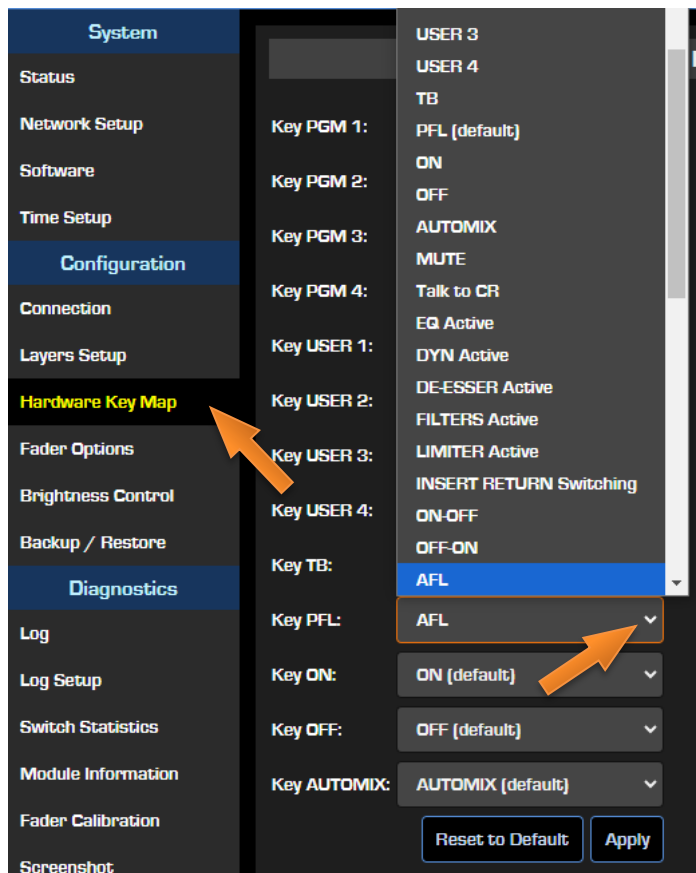 System
Status
Network Setup
Software
Time Setup
Configuration
Connection
Layers Setup
Hardware Key Map
Fader Options
Brightness Control
Backup / Restore
Diagnostics
Log
Log Setup
Switch Statistics
Module Information
Fader Calibration
Screenshot
Key PGM 1:
Key PGM 2:
Key PGM 3:
Key PGM 4:
Key USER 1:
Key USER 2:
Key USER 3:
Key USER 4:
Key TB:
Key PFL:
Key ON:
Key OFF:
Key AUTOMIX:
USER 3
USER 4
TB
PFL (default)
ON
OFF
AUTOMIX
MUTE
Talk to CR
EQ Active
DYN Active
DE-ESSER Active
FILTERS Active
LIMITER Active
INSERT RETURN Switching
ON-OFF
OFF-ON
AFL
AFL
ON (default)
OFF (default)
AUTOMIX (default)
Reset to Default
Apply